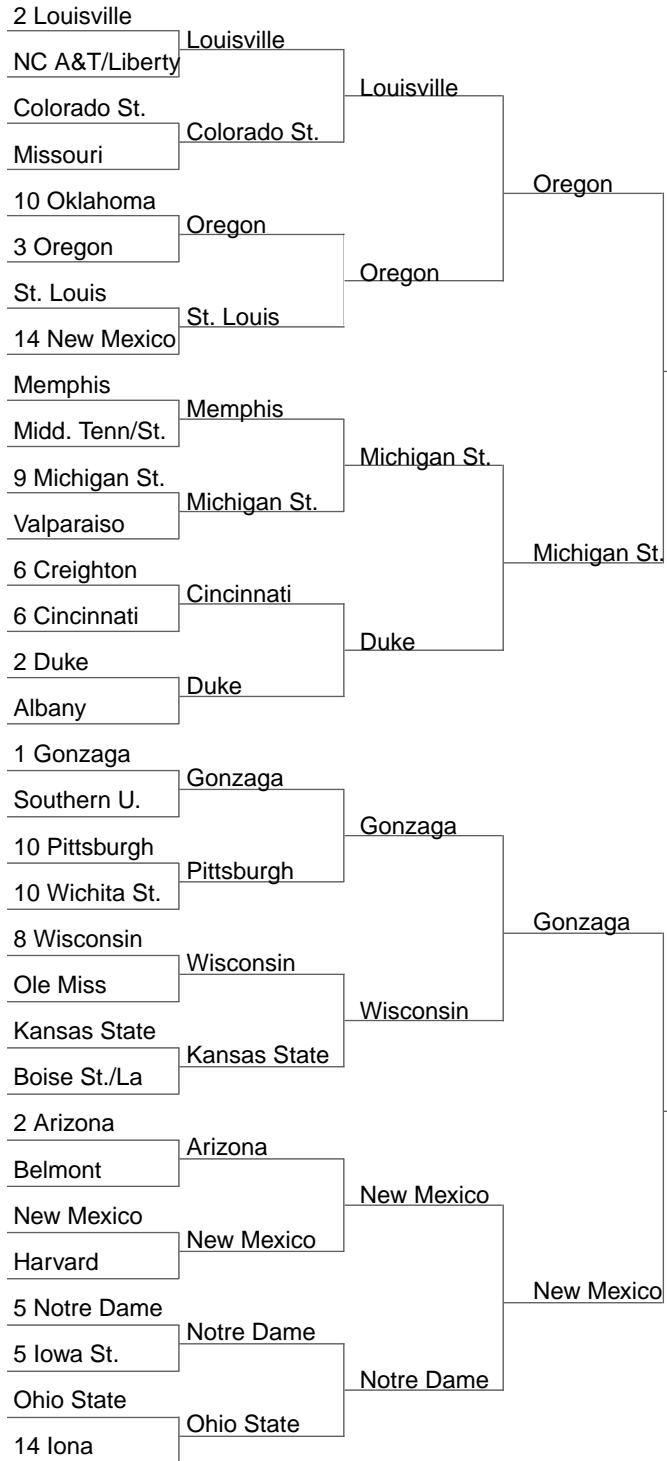 2 Louisville
NC A&T/Liberty
Colorado St.
Missouri
10 Oklahoma
3 Oregon
St. Louis
14 New Mexico
Memphis
Midd. Tenn/St.
9 Michigan St.
Valparaiso
6 Creighton
6 Cincinnati
2 Duke
Albany
1 Gonzaga
Southern U.
10 Pittsburgh
10 Wichita St.
8 Wisconsin
Ole Miss
Kansas State
Boise St./La
2 Arizona
Belmont
New Mexico
Harvard
5 Notre Dame
5 Iowa St.
Ohio State
14 Iona
Louisville
Colorado St.
Oregon
St. Louis
Memphis
Michigan St.
Cincinnati
Duke
Gonzaga
Pittsburgh
Wisconsin
Kansas State
Arizona
New Mexico
Notre Dame
Ohio State
Louisville
Oregon
Michigan St.
Duke
Gonzaga
Wisconsin
New Mexico
Notre Dame
Oregon
Michigan St.
Gonzaga
New Mexico